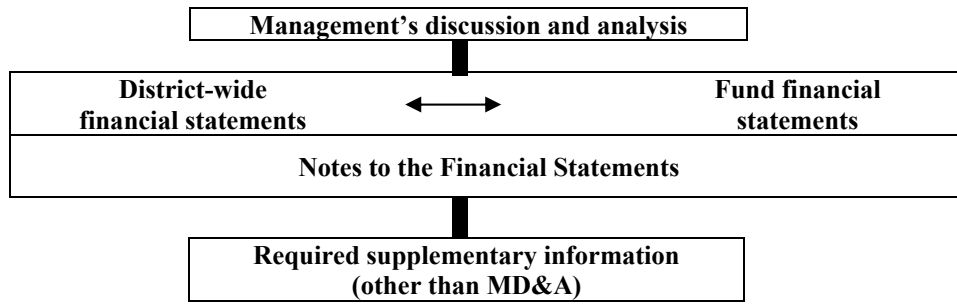 Management’s discussion and analysis
District-wide
financial statements
Fund financial
statements
Notes to the Financial Statements
Required supplementary information
(other than MD&A)